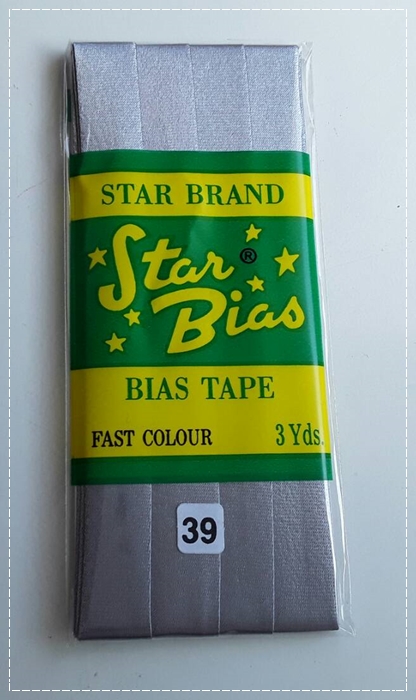 STAR BRAND
Star ®
Bias
BIAS TAPE
FAST COLOUR 3 Yds.
39